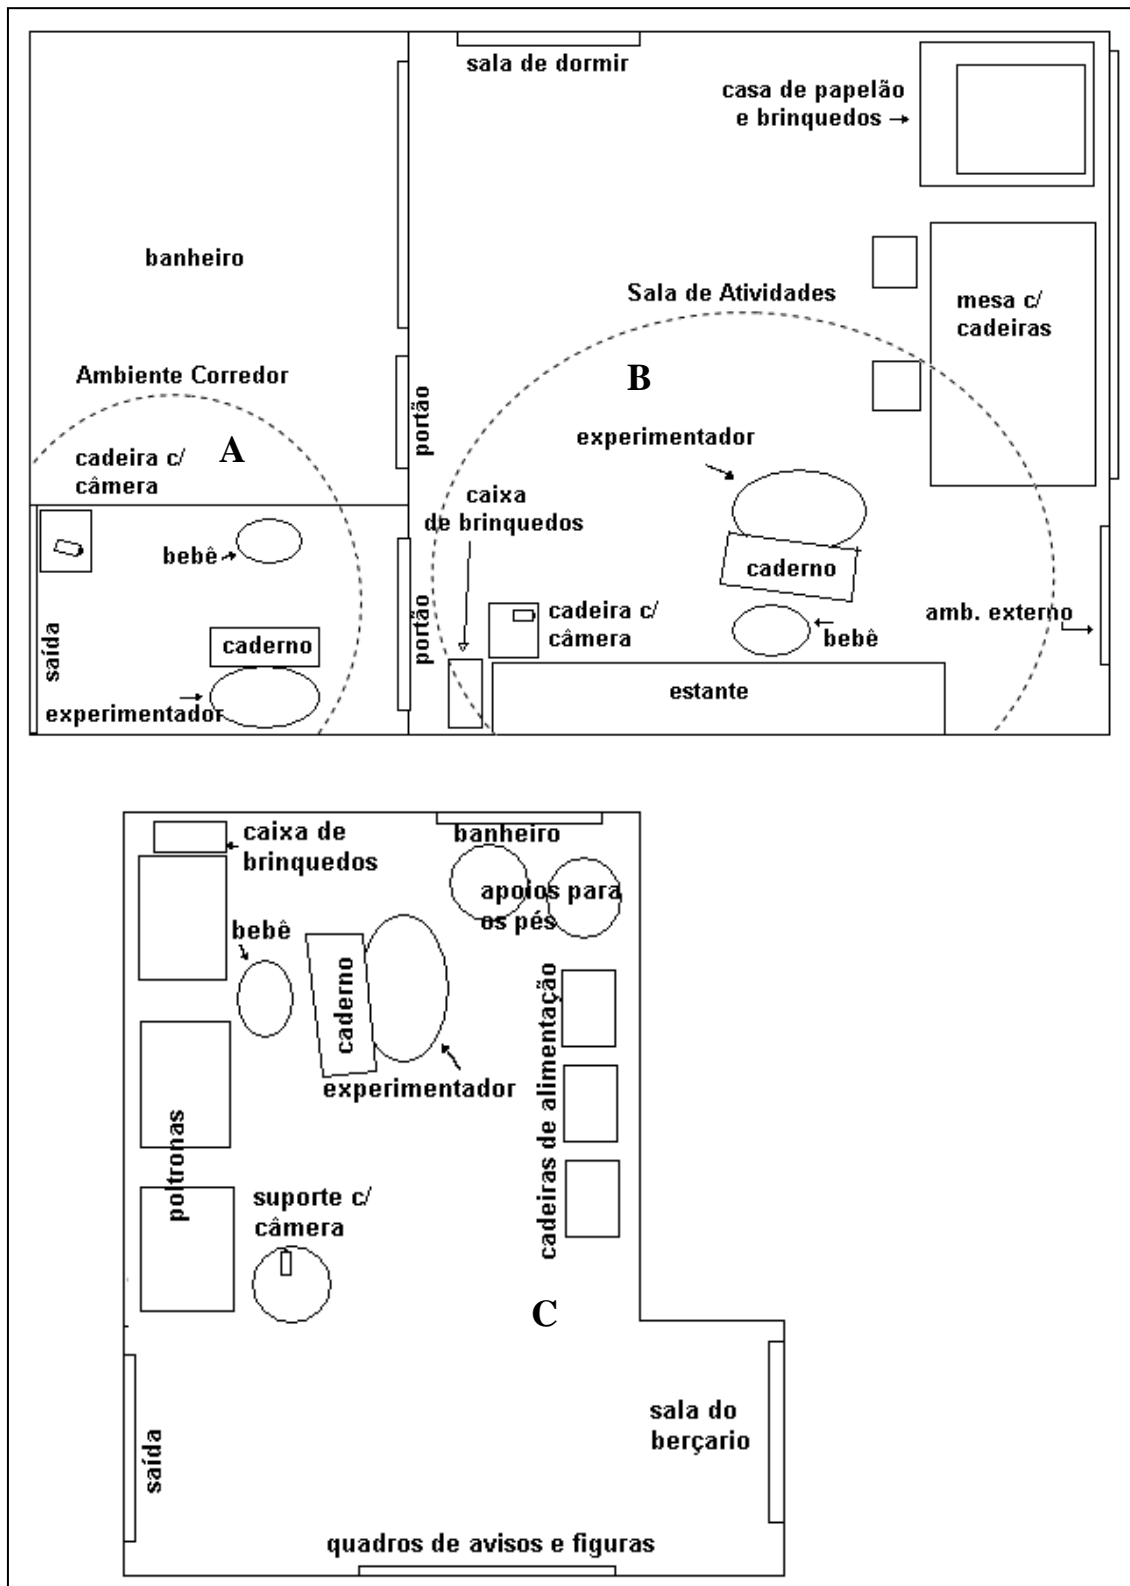 sala de dormir
casa de papelão
e brinquedos
banheiro
Sala de Atividades
mesa c/
cadeiras
Ambiente Corredor
B
portão
A
experimentador
cadeira c/
câmera
caixa
de brinquedos
bebê
caderno
cadeira c/
câmera
amb. externo
bebê
saída
caderno
portão
estante
experimentador
caixa de
brinquedos
banheiro
apoios para
os pés
bebê
caderno
experimentador
cadeiras de alimentação
poltronas
suporte c/
câmera
C
sala do
berçario
saída
quadros de avisos e figuras